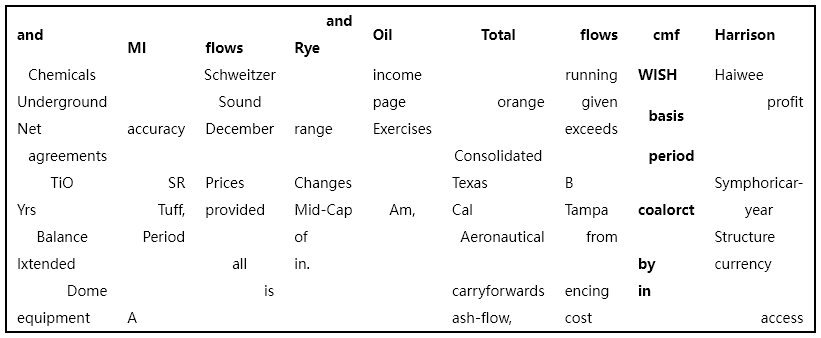 and MI flows and Rye Oil Total flows cmf Harrison
Chemicals Schweitzer income running WISH Haiwee
Underground Sound page orange given basis profit
Net accuracy December range Exercises exceeds
agreements Consolidated period
TiO SR Prices Changes Texas B Symphoricar-
Yrs Tuff, provided Mid-Cap Am, Cal Tampa coalorct year
Balance Period of Aeronautical from Structure
Ixtended all in. by currency
Dome is carryforwards encing in
equipment A ash-flow, cost access